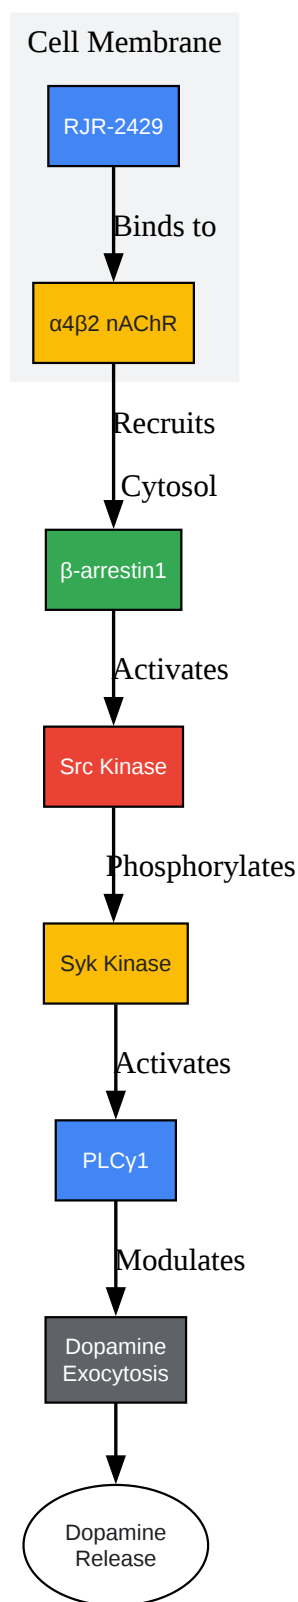 Cell Membrane
RJR-2429
Binds to
α4β2 nAChR
Recruits
Cytosol
β-arrestin1
Activates
Src Kinase
Phosphorylates
Syk Kinase
Activates
PLCγ1
Modulates
Dopamine
Exocytosis
Dopamine
Release